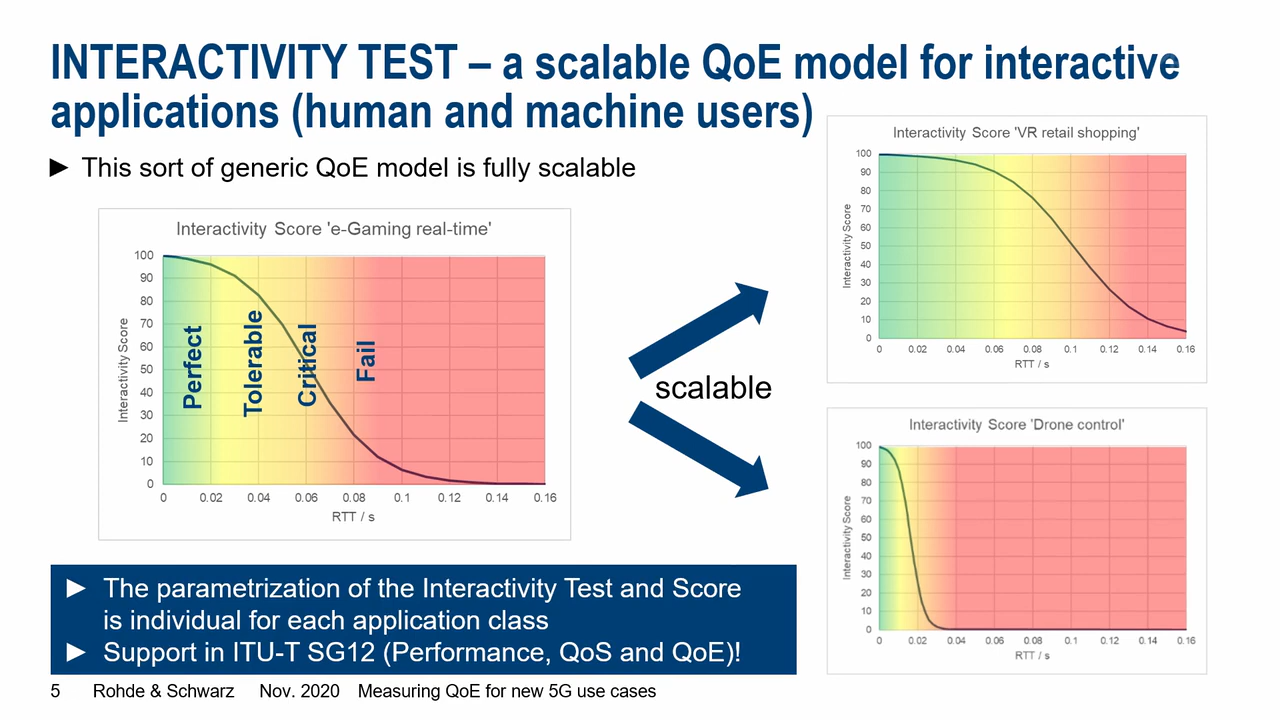 INTERACTIVITY TEST – a scalable QoE model for interactive
applications (human and machine users)
► This sort of generic QoE model is fully scalable
Interactivity Score 'e-Gaming real-time'
Interactivity Score
100
90
80
70
60
50
40
30
20
10
0
Perfect
Tolerable
Critical
Fail
0 0.02 0.04 0.06 0.08 0.1 0.12 0.14 0.16
RTT / s
scalable
Interactivity Score 'VR retail shopping'
Interactivity Score
100
90
80
70
60
50
40
30
20
10
0
0 0.02 0.04 0.06 0.08 0.1 0.12 0.14 0.16
RTT / s
Interactivity Score 'Drone control'
Interactivity Score
100
90
80
70
60
50
40
30
20
10
0
0 0.02 0.04 0.06 0.08 0.1 0.12 0.14 0.16
RTT / s
► The parametrization of the Interactivity Test and Score
is individual for each application class
► Support in ITU-T SG12 (Performance, QoS and QoE)!
5 Rohde & Schwarz Nov. 2020 Measuring QoE for new 5G use cases